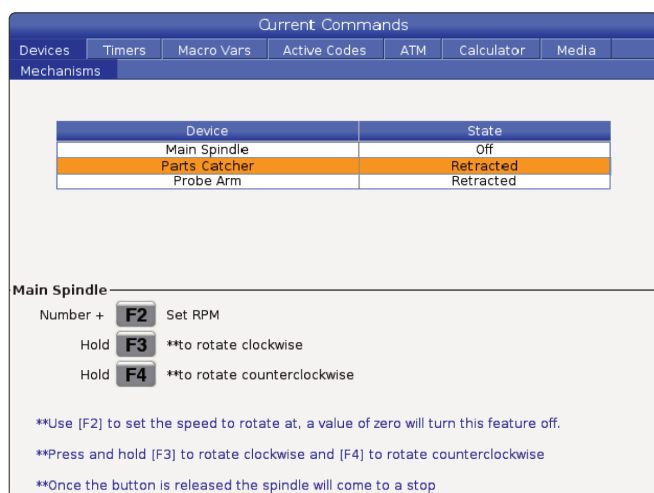 Current Commands
Devices Timers Macro Vars Active Codes ATM Calculator Media
Mechanisms
Device State
Main Spindle Off
Parts Catcher Retracted
Probe Arm Retracted
Main Spindle
Number + F2 Set RPM
Hold F3 **to rotate clockwise
Hold F4 **to rotate counterclockwise
**Use [F2] to set the speed to rotate at, a value of zero will turn this feature off.
**Press and hold [F3] to rotate clockwise and [F4] to rotate counterclockwise
**Once the button is released the spindle will come to a stop